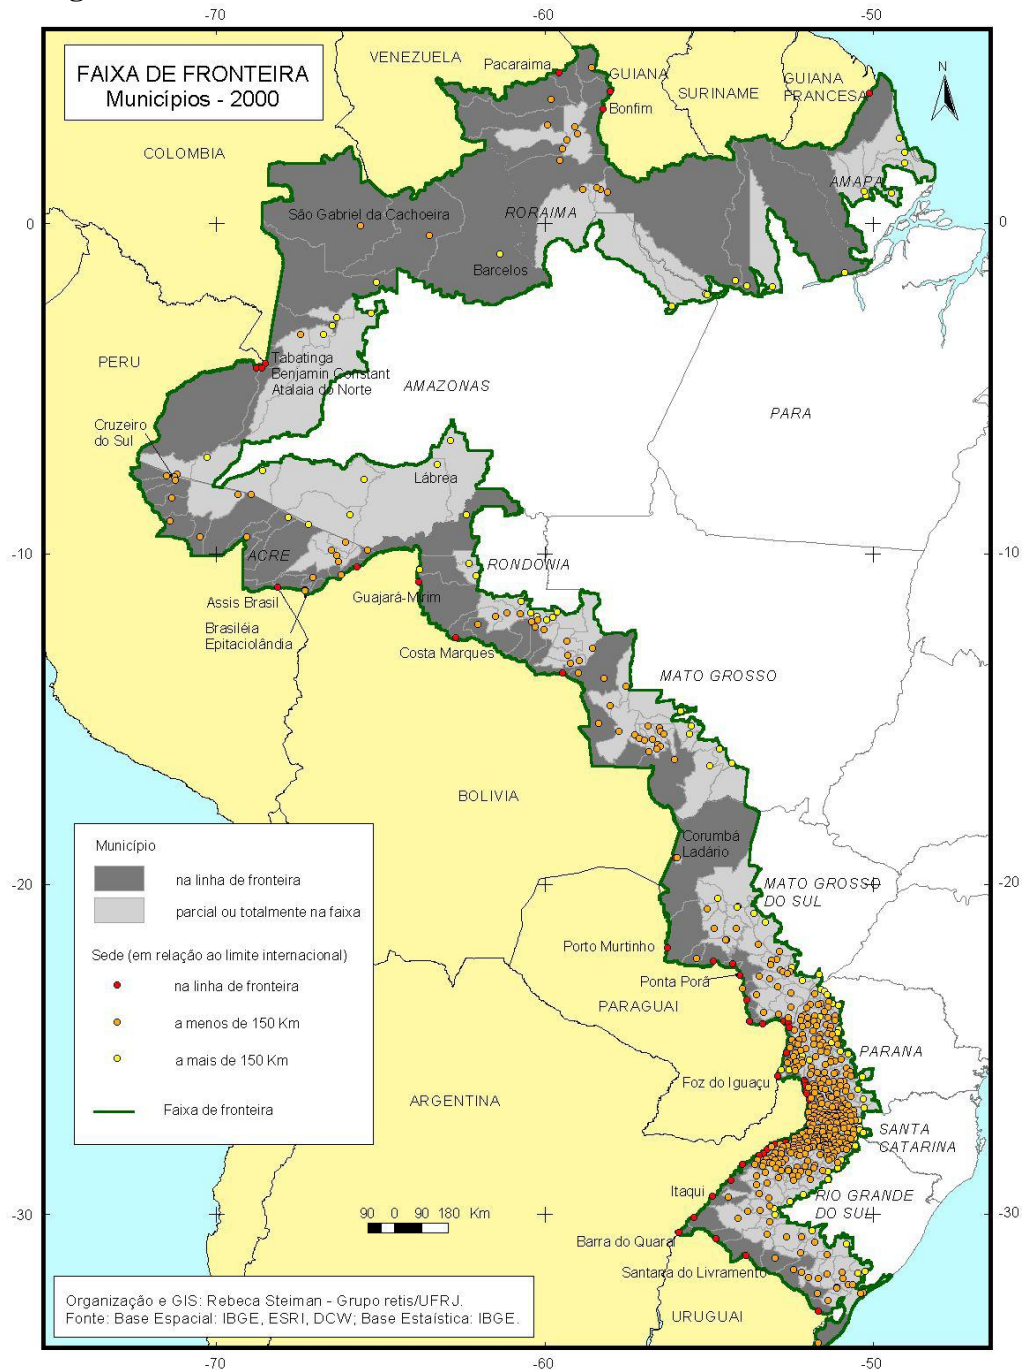 -70
-60
-50
FAIXA DE FRONTEIRA
Municípios - 2000
VENEZUELA
Pacaraima
GUIANA
SURINAME
GUIANA
FRANCESA
N
Bonfim
COLOMBIA
AMAPA
São Gabriel da Cachoeira
RORAIMA
0
0
Barcelos
PERU
Tabatinga
Benjamin Constant
Atalaia do Norte
AMAZONAS
PARA
Cruzeiro
do Sul
Lábrea
-10
-10
ACRE
RONDONIA
Assis Brasil
Guajará-Mirim
Brasiléia
Epitaciolândia
Costa Marques
MATO GROSSO
BOLIVIA
Corumbá
Ladário
Município
na linha de fronteira
parcial ou totalmente na faixa
Sede (em relação ao limite internacional)
na linha de fronteira
a menos de 150 Km
a mais de 150 Km
Faixa de fronteira
-20
-20
MATO GROSSO
DO SUL
Porto Murtinho
Ponta Porá
PARAGUAI
PARANA
Foz do Iguaçu
ARGENTINA
SANTA
CATARINA
Itaqui
RIO GRANDE
DO SUL
-30
-30
90 0 90 180 Km
Barra do Quaraí
Santana do Livramento
URUGUAI
Organização e GIS: Rebeca Steiman - Grupo retis/UFRJ.
Fonte: Base Espacial: IBGE, ESRI, DCW; Base Estaística: IBGE.
-70
-60
-50